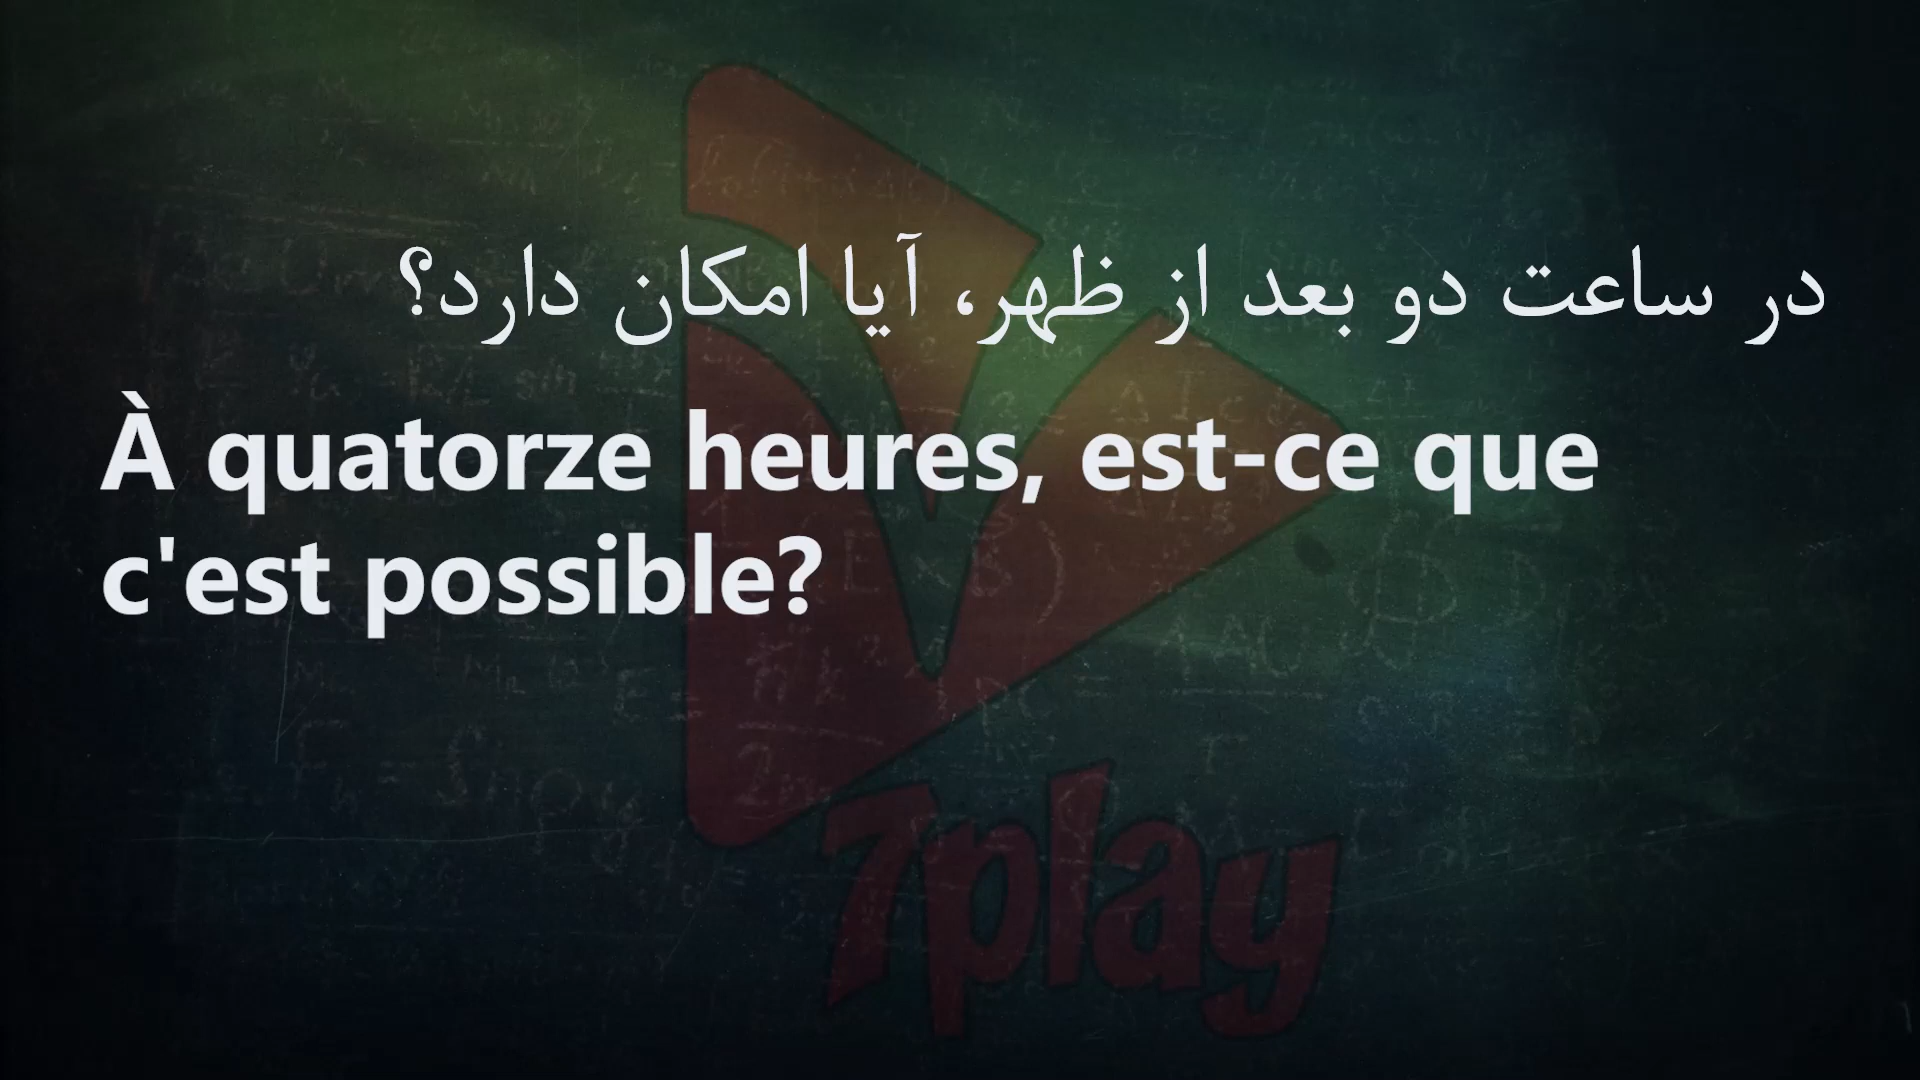 در ساعت دو بعد از ظهر، آیا امکان دارد؟
À quatorze heures, est-ce que
c'est possible?
7play